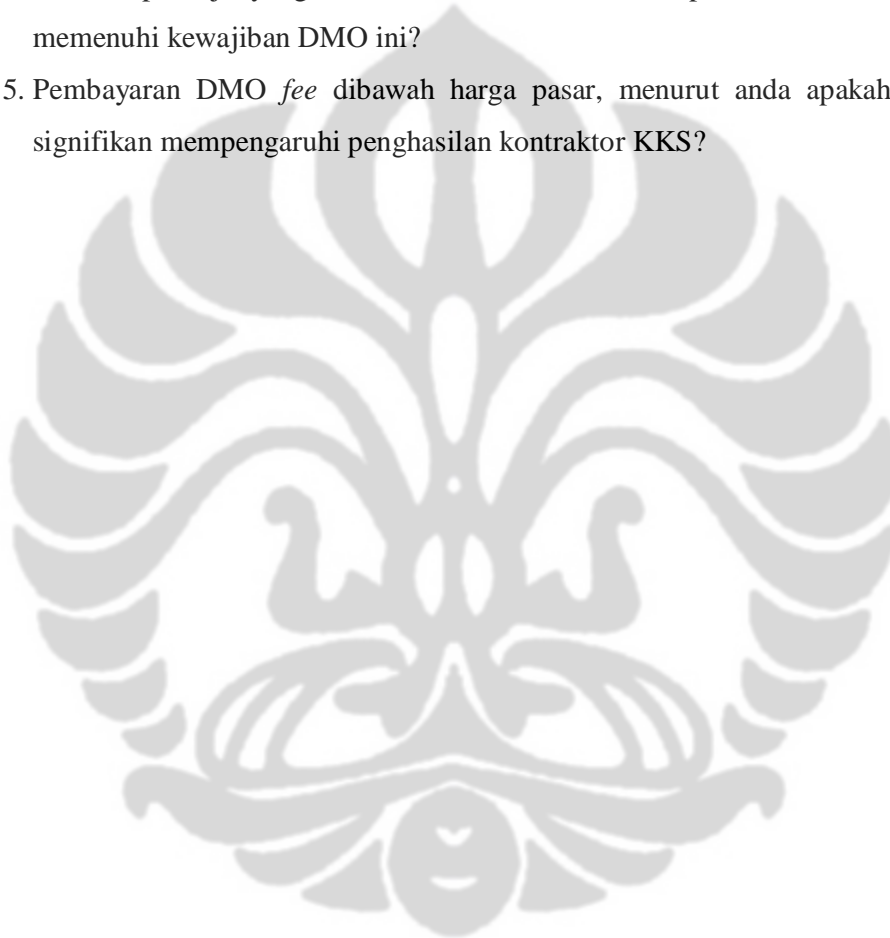 memenuhi kewajiban DMO ini?
5. Pembayaran DMO fee dibawah harga pasar, menurut anda apakah
signifikan mempengaruhi penghasilan kontraktor KKS?